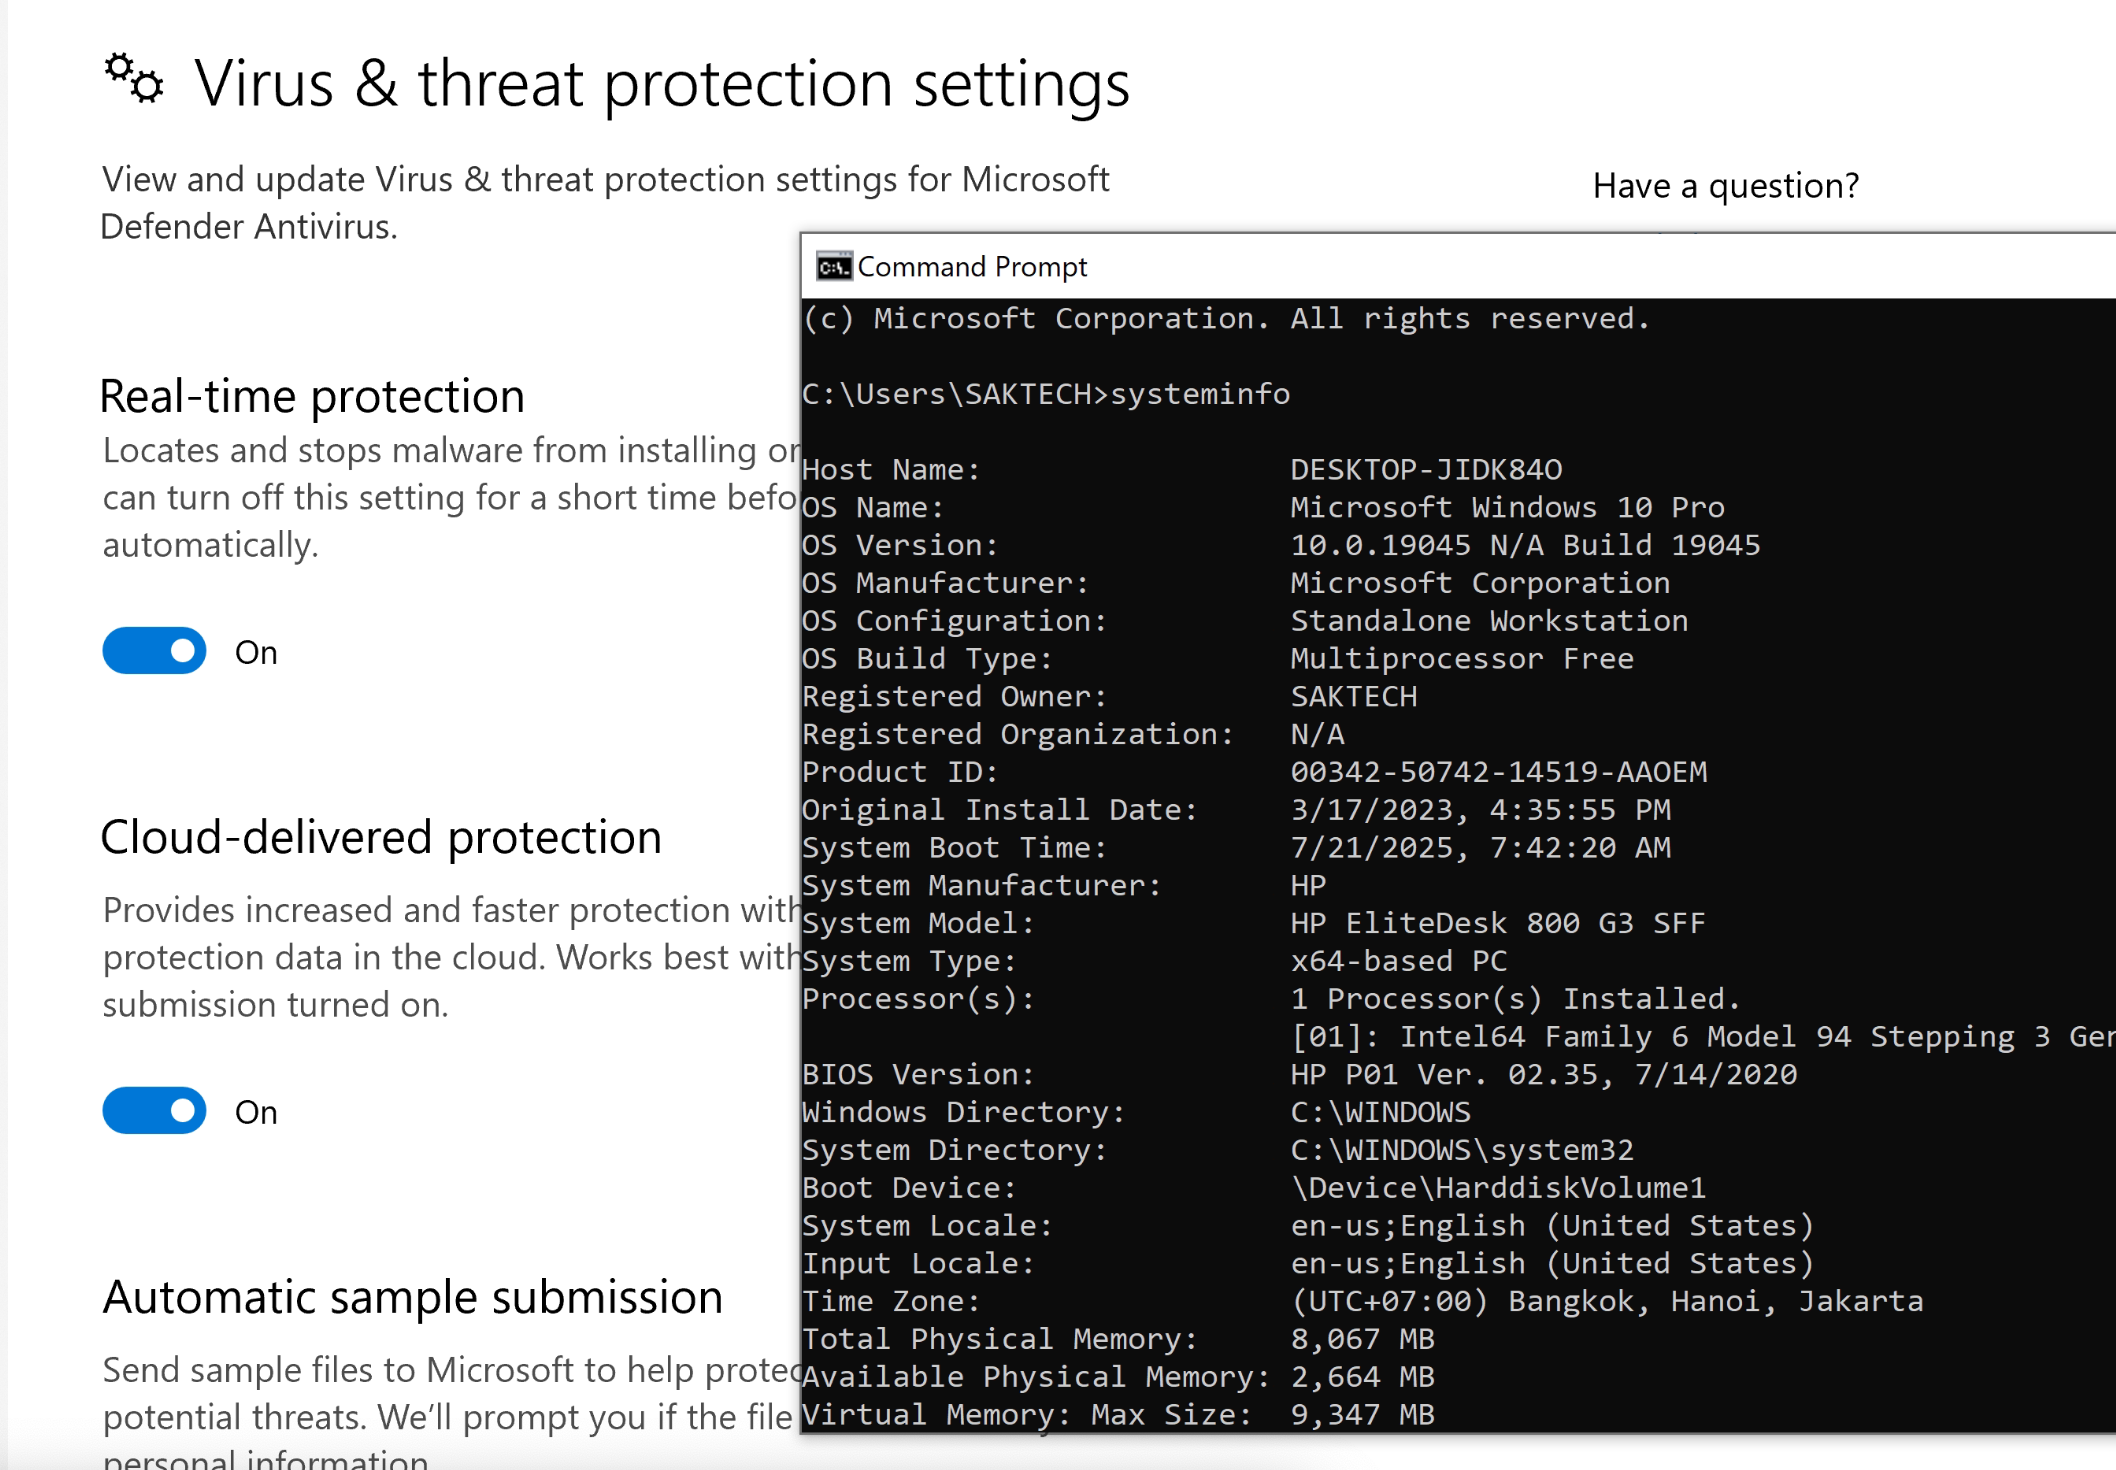 Virus & threat protection settings
View and update Virus & threat protection settings for Microsoft
Defender Antivirus.
Have a question?
Real-time protection
Locates and stops malware from installing or
can turn off this setting for a short time befo
automatically.
On
Cloud-delivered protection
Provides increased and faster protection with
protection data in the cloud. Works best with
submission turned on.
On
Automatic sample submission
Send sample files to Microsoft to help protec
potential threats. We'll prompt you if the file
personal information
Command Prompt
(c) Microsoft Corporation. All rights reserved.
C:\Users\SAKTECH>systeminfo
Host Name: DESKTOP-JIDK84O
OS Name: Microsoft Windows 10 Pro
OS Version: 10.0.19045 N/A Build 19045
OS Manufacturer: Microsoft Corporation
OS Configuration: Standalone Workstation
OS Build Type: Multiprocessor Free
Registered Owner: SAKTECH
Registered Organization: N/A
Product ID: 00342-50742-14519-AAOEM
Original Install Date: 3/17/2023, 4:35:55 PM
System Boot Time: 7/21/2025, 7:42:20 AM
System Manufacturer: HP
System Model: HP EliteDesk 800 G3 SFF
System Type: x64-based PC
Processor(s): 1 Processor(s) Installed.
[01]: Intel64 Family 6 Model 94 Stepping 3 Gen
BIOS Version: HP P01 Ver. 02.35, 7/14/2020
Windows Directory: C:\WINDOWS
System Directory: C:\WINDOWS\system32
Boot Device: \Device\HarddiskVolume1
System Locale: en-us;English (United States)
Input Locale: en-us;English (United States)
Time Zone: (UTC+07:00) Bangkok, Hanoi, Jakarta
Total Physical Memory: 8,067 MB
Available Physical Memory: 2,664 MB
Virtual Memory: Max Size: 9,347 MB